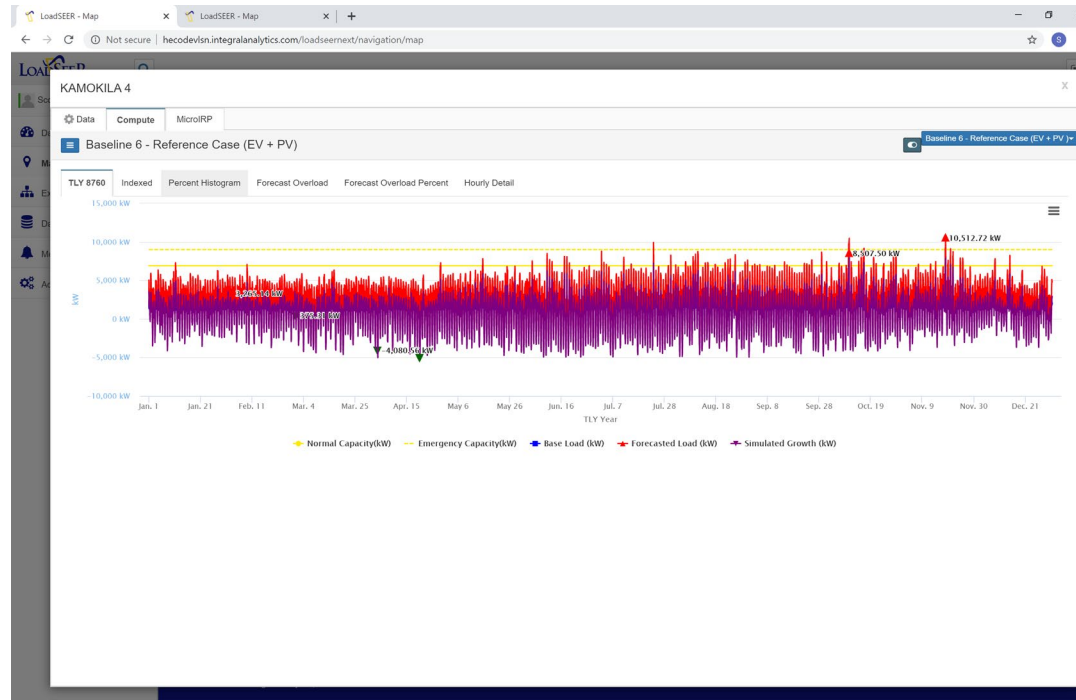 LoadSEER - Map
LoadSEER - Map
Not secure | hecodevlsn.integralanalytics.com/loadseernext/navigation/map
S
KAMOKILA 4
X
Data
Compute
MicroIRP
Baseline 6 - Reference Case (EV + PV)
Baseline 6 - Reference Case (EV + PV )
TLY 8760
Indexed
Percent Histogram
Forecast Overload
Forecast Overload Percent
Hourly Detail
15,000 kW
10,000 kW
5,000 kW
0 kW
-5,000 kW
-10,000 kW
kW
10,512.72 kW
-4,080.56 kW
Jan. 1
Jan. 21
Feb. 11
Mar. 4
Mar. 25
Apr. 15
May 6
May 26
Jun. 16
Jul. 7
Jul. 28
Aug. 18
Sep. 8
Sep. 28
Oct. 19
Nov. 9
Nov. 30
Dec. 21
TLY Year
Normal Capacity(kW)
Emergency Capacity(kW)
Base Load (kW)
Forecasted Load (kW)
Simulated Growth (kW)